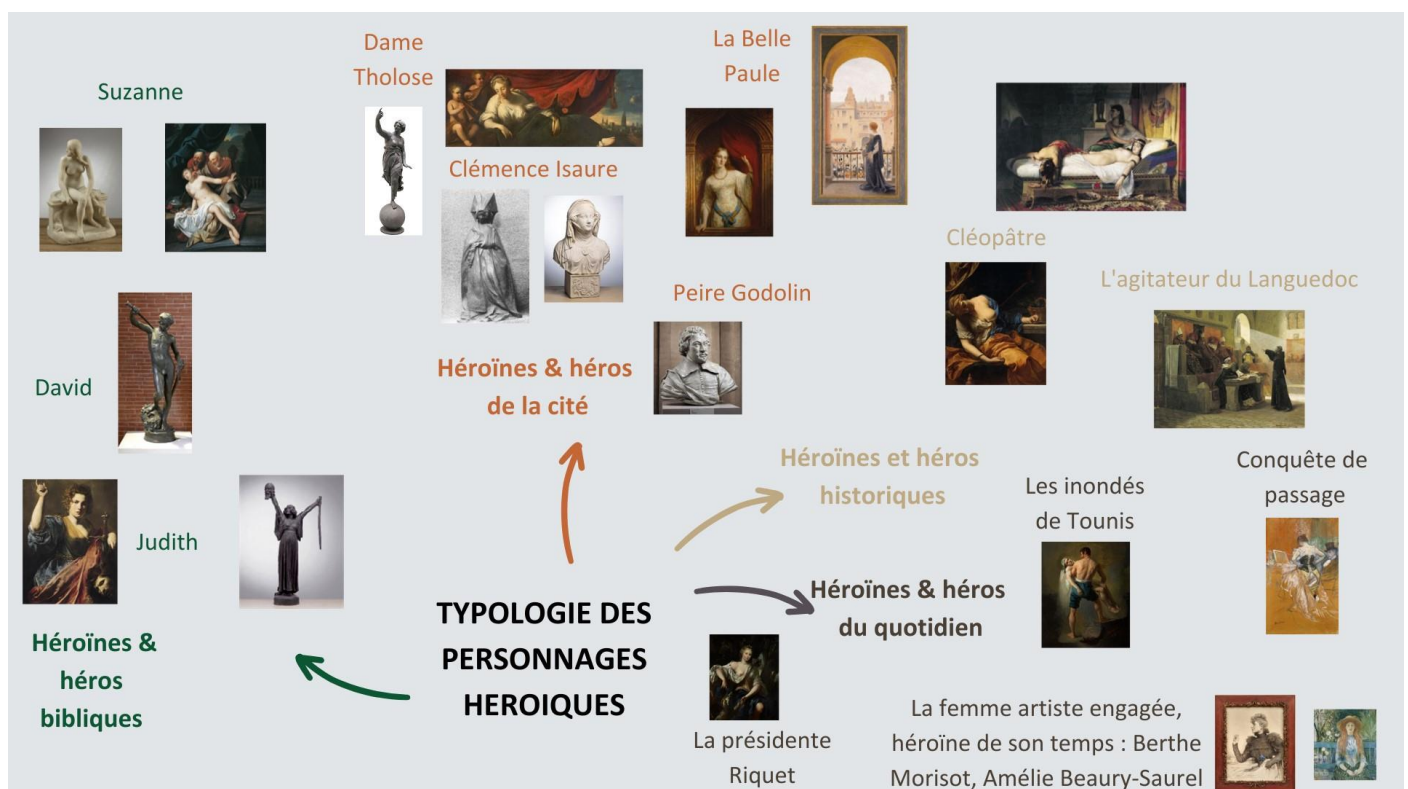 Suzanne
Dame
Tholose
Clémence Isaure
La Belle
Paule
Peire Godolin
Héroïnes & héros
de la cité
Cléopâtre
L'agitateur du Languedoc
Héroïnes et héros
historiques
David
Judith
Héroïnes &
héros
bibliques
TYPOLOGIE DES
PERSONNAGES
HEROIQUES
Héroïnes & héros
du quotidien
Les inondés
de Tounis
Conquête de
passage
La présidente
Riquet
La femme artiste engagée,
héroïne de son temps : Berthe
Morisot, Amélie Beaury-Saurel